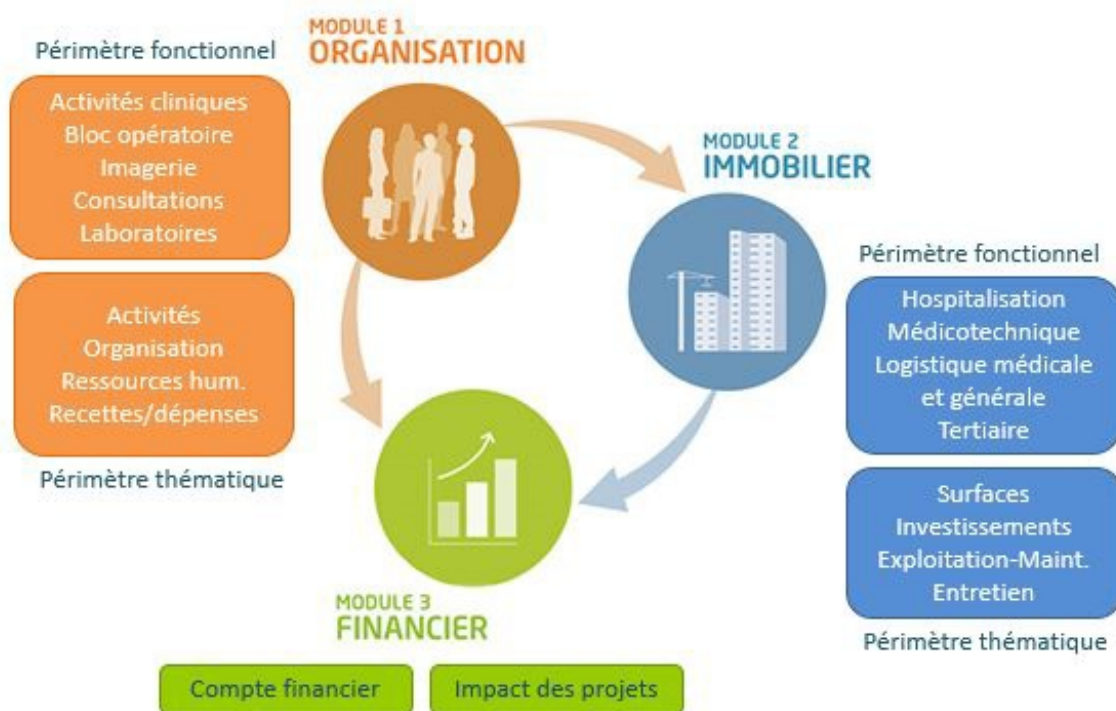 MODULE 1
ORGANISATION
Périmètre fonctionnel
Activités cliniques
Bloc opératoire
Imagerie
Consultations
Laboratoires
Activités
Organisation
Ressources hum.
Recettes/dépenses
Périmètre thématique
MODULE 2
IMMOBILIER
Périmètre fonctionnel
Hospitalisation
Médicotechnique
Logistique médicale
et générale
Tertiaire
Surfaces
Investissements
Exploitation-Maint.
Entretien
Périmètre thématique
MODULE 3
FINANCIER
Compte financier
Impact des projets